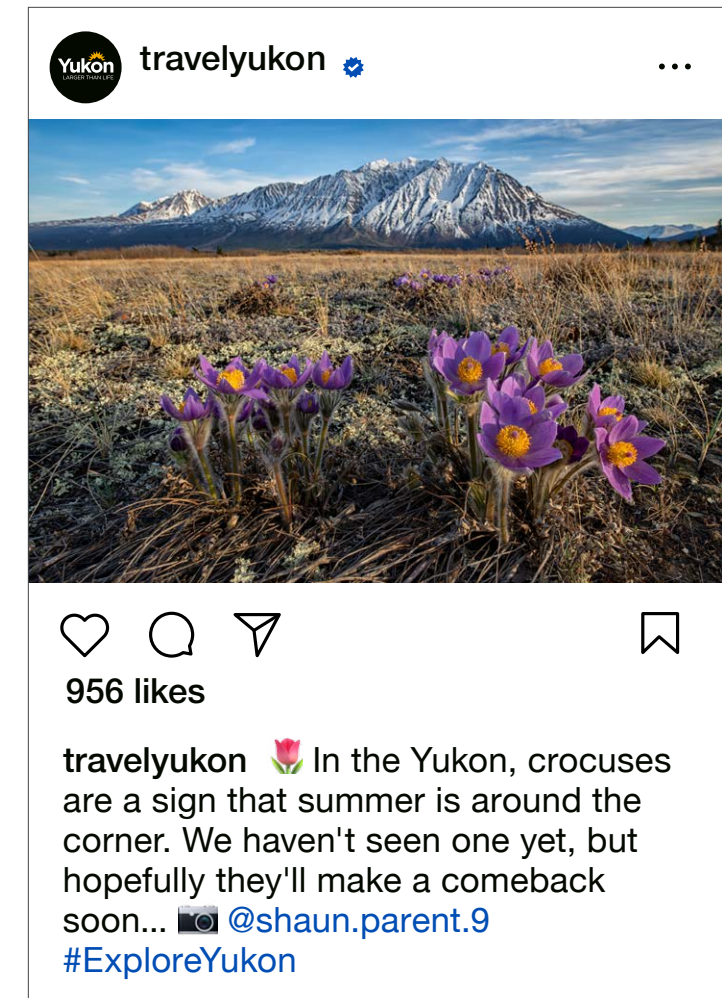 Yukon
LARGER THAN LIFE
travelyukon
956 likes
travelyukon 🌷 In the Yukon, crocuses
are a sign that summer is around the
corner. We haven't seen one yet, but
hopefully they'll make a comeback
soon... 📷 @shaun.parent.9
#ExploreYukon